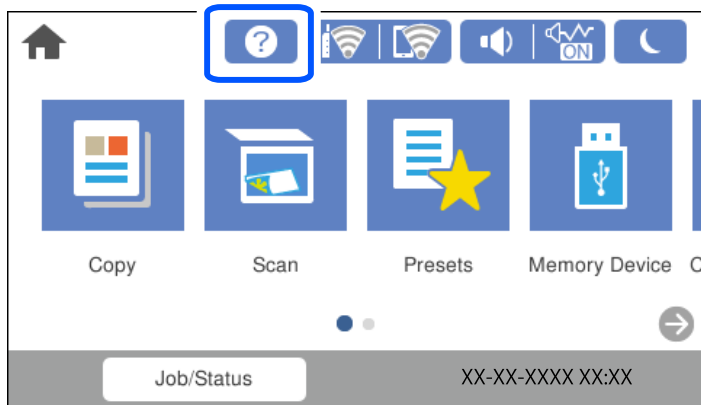 ?
ON
Copy Scan Presets Memory Device C
Job/Status XX-XX-XXXX XX:XX